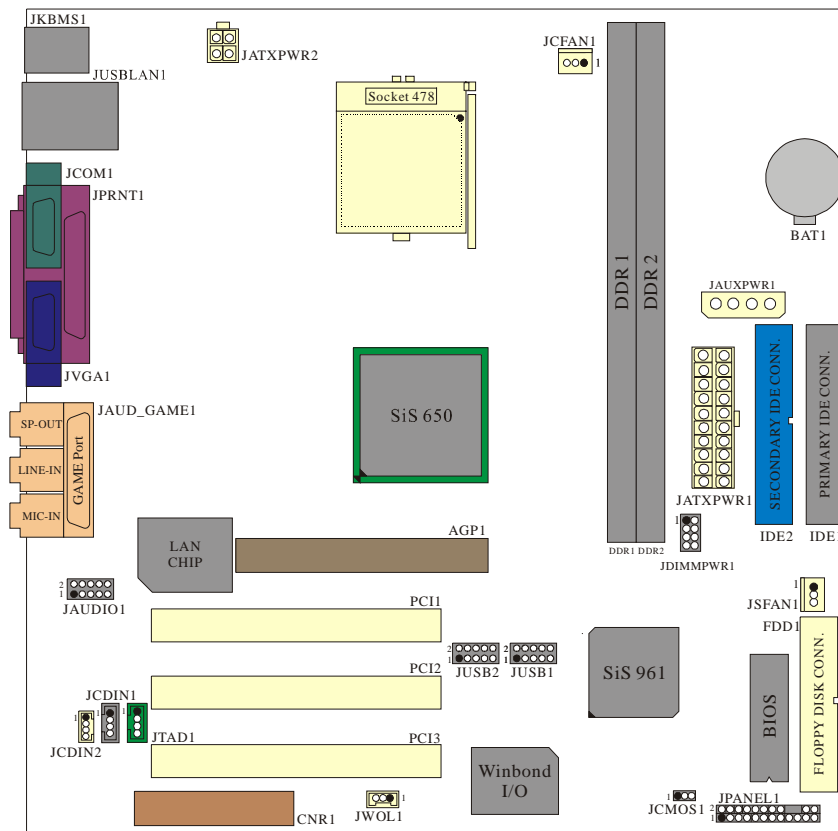 JKBMS1
JATXPWR2
JCFAN1
1
JUSBLAN1
Socket 478
JCOM1
JPRNT1
BAT1
DDR 1
DDR 2
JAUXPWR1
JVGA1
SiS 650
SECONDARY IDE CONN.
PRIMARY IDE CONN.
JAUD_GAME1
SP-OUT
LINE-IN
MIC-IN
GAME Port
JATXPWR1
1
AGP1
LAN
CHIP
IDE2
IDE
DDR1 DDR2
JDIMMPWR1
2
1
JAUDIO1
1
JSFAN1
PCI1
FDD1
2
1
JUSB2
2
1
JUSB1
SiS 961
PCI2
BIOS
FLOPPY DISK CONN.
JCDIN1
1
1
1
JCDIN2
JTAD1
PCI3
Winbond
I/O
CNR1
1
JWOL1
1
JCMOS1
JPANEL1
2
1